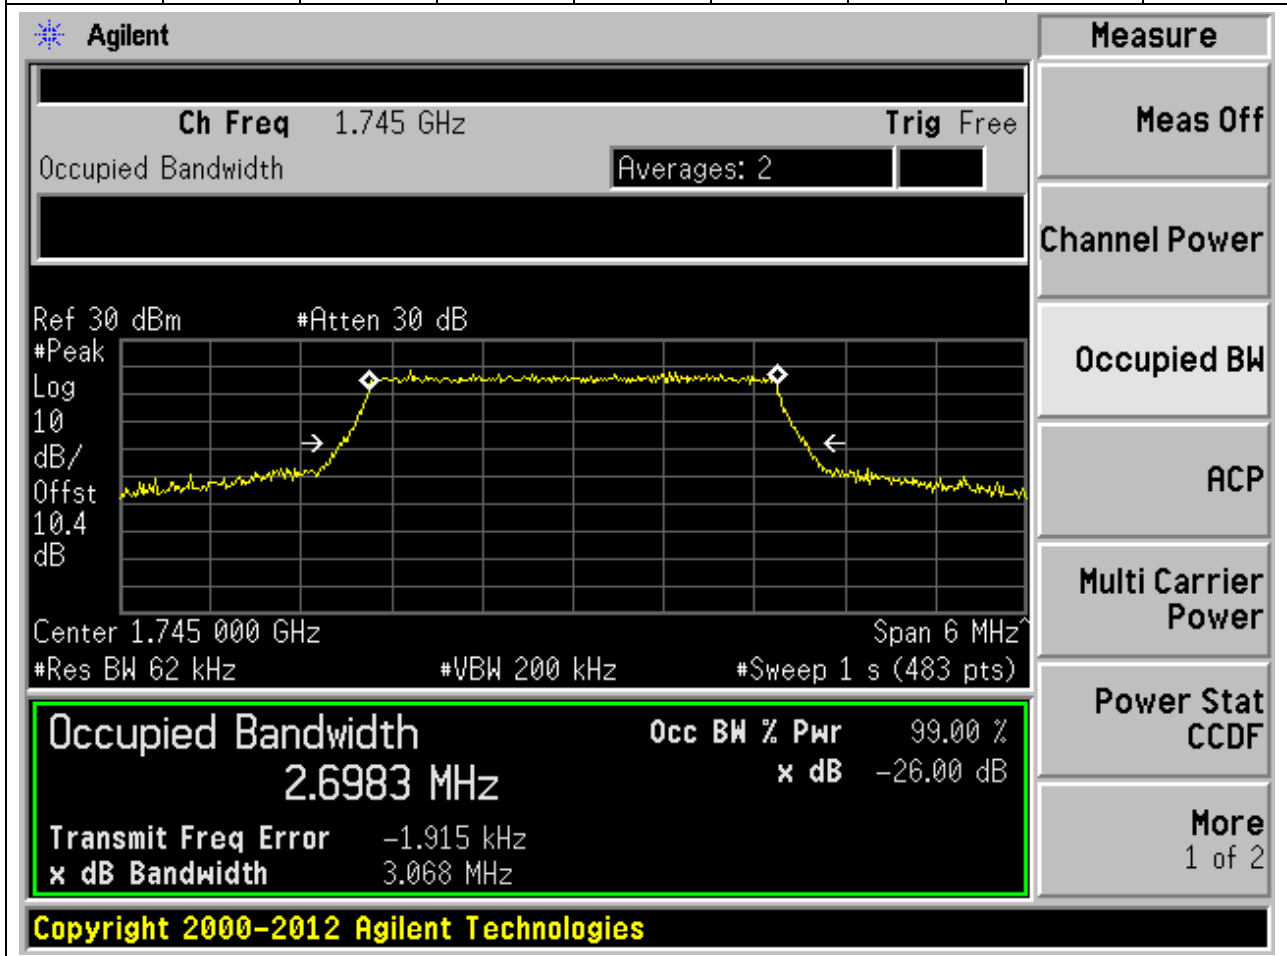 Agilent
Measure
Ch Freq 1.745 GHz Trig Free
Occupied Bandwidth Averages: 2
Meas Off
Channel Power
Occupied BW
ACP
Multi Carrier
Power
Power Stat
CCDF
More
1 of 2
Ref 30 dBm #Atten 30 dB
#Peak
Log
10
dB/
Offst
10.4
dB
Center 1.745 000 GHz Span 6 MHz^
#Res BW 62 kHz #VBW 200 kHz #Sweep 1 s (483 pts)
Occupied Bandwidth Occ BW % Pwr 99.00 %
2.6983 MHz x dB -26.00 dB
Transmit Freq Error -1.915 kHz
x dB Bandwidth 3.068 MHz
Copyright 2000-2012 Agilent Technologies